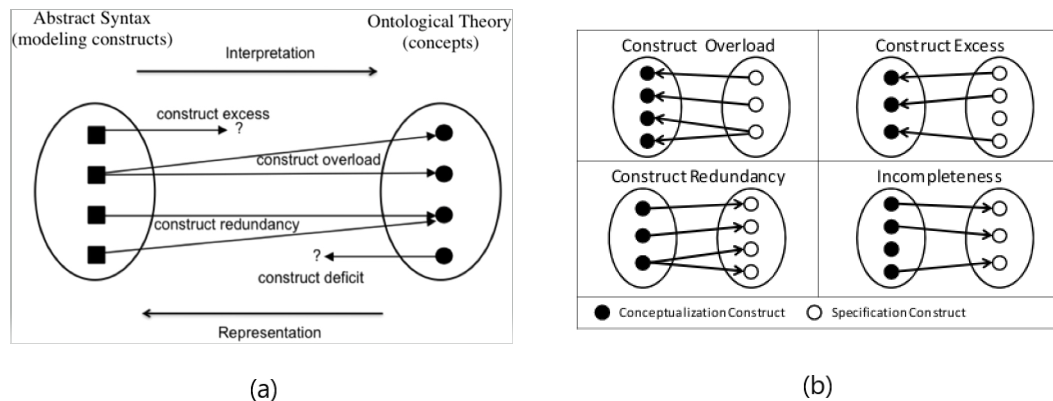 Abstract Syntax
(modeling constructs)
Ontological Theory
(concepts)
Interpretation
construct excess
?
construct overload
construct redundancy
?
construct deficit
Representation
(a)
Construct Overload
Construct Excess
Construct Redundancy
Incompleteness
Conceptualization Construct
Specification Construct
(b)